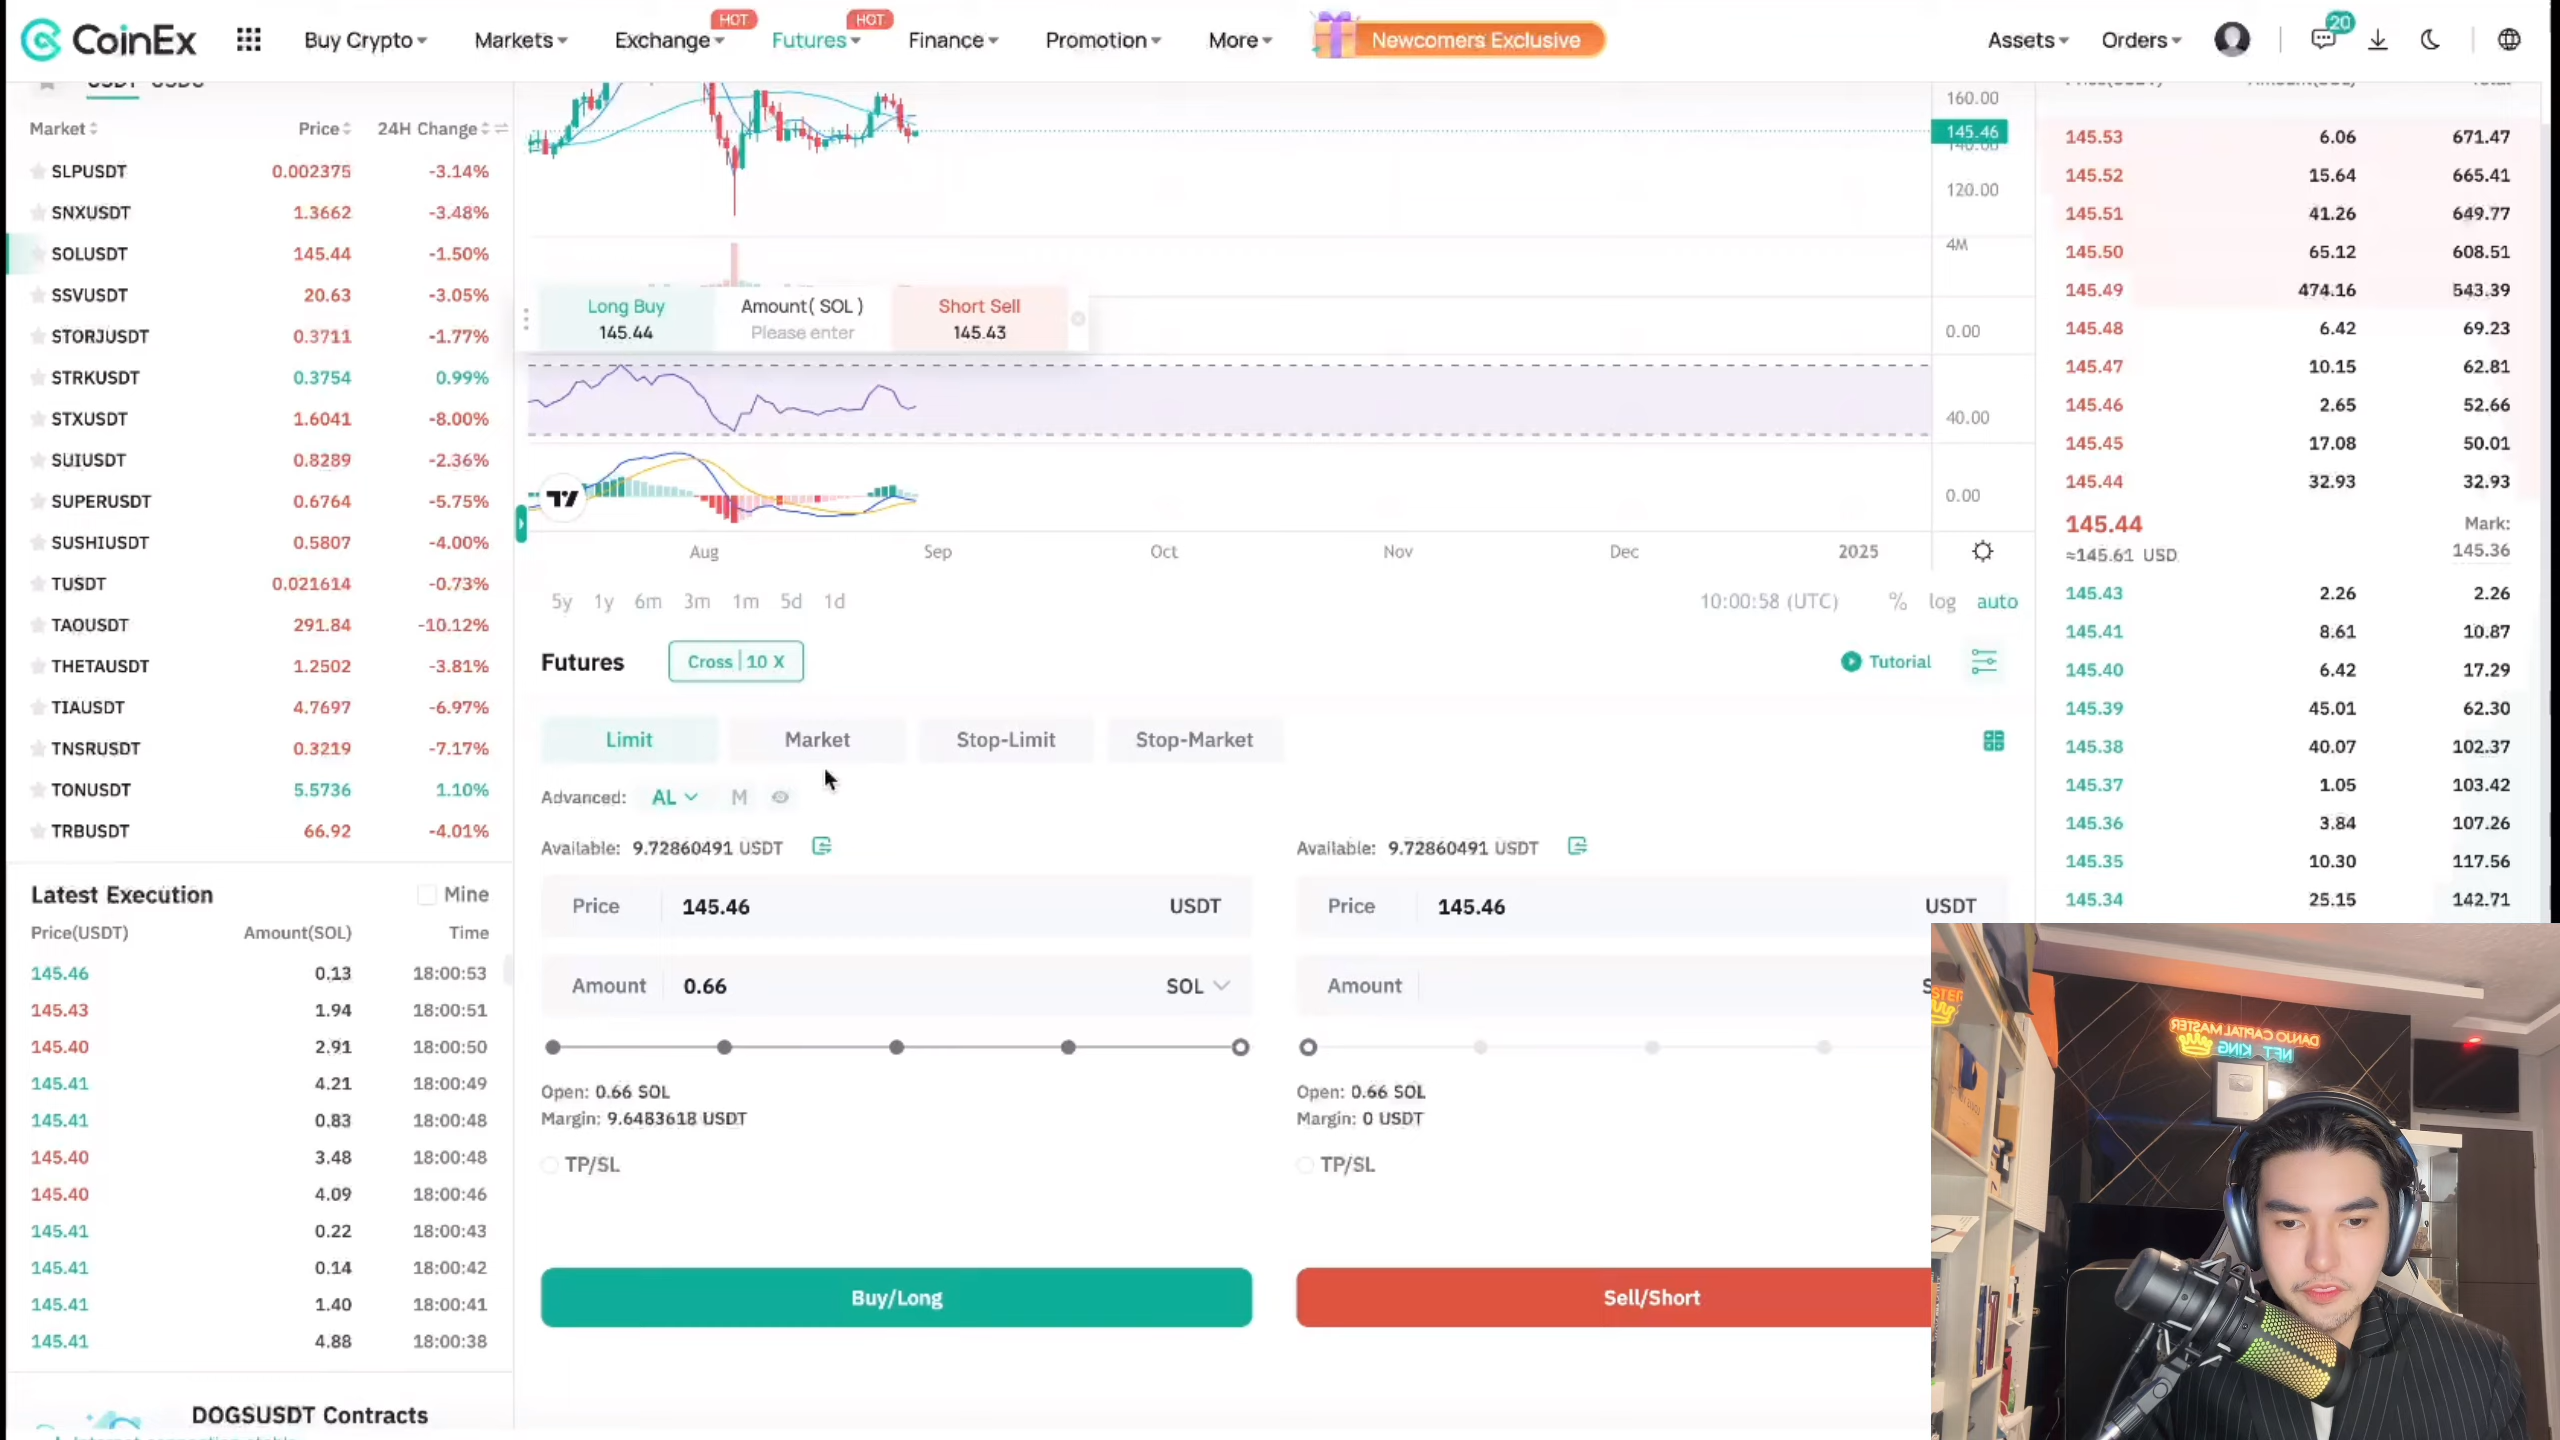 CoinEx
Buy Crypto
Markets
Exchange
HOT
Futures
HOT
Finance
Promotion
More
Newcomers Exclusive
Assets
Orders
20
USDT
Market Price 24H Change
SLPUSDT 0.002375 -3.14%
SNXUSDT 1.3662 -3.48%
SOLUSDT 145.44 -1.50%
SSVUSDT 20.63 -3.05%
STORJUSDT 0.3711 -1.77%
STRKUSDT 0.3754 0.99%
STXUSDT 1.6041 -8.00%
SUIUSDT 0.8289 -2.36%
SUPERUSDT 0.6764 -5.75%
SUSHIUSDT 0.5807 -4.00%
TUSDT 0.021614 -0.73%
TAOUSDT 291.84 -10.12%
THETAUSDT 1.2502 -3.81%
TIAUSDT 4.7697 -6.97%
TNSRUSDT 0.3219 -7.17%
TONUSDT 5.5736 1.10%
TRBUSDT 66.92 -4.01%
Latest Execution Mine
Price(USDT) Amount(SOL) Time
145.46 0.13 18:00:53
145.43 1.94 18:00:51
145.40 2.91 18:00:50
145.41 4.21 18:00:49
145.41 0.83 18:00:48
145.40 3.48 18:00:48
145.40 4.09 18:00:46
145.41 0.22 18:00:43
145.41 0.14 18:00:42
145.41 1.40 18:00:41
145.41 4.88 18:00:38
DOGSUSDT Contracts
160.00
145.46
120.00
4M
0.00
40.00
0.00
Long Buy
145.44
Amount( SOL )
Please enter
Short Sell
145.43
Aug Sep Oct Nov Dec 2025
5y 1y 6m 3m 1m 5d 1d
10:00:58 (UTC) % log auto
Futures Cross 10 X Tutorial
Limit Market Stop-Limit Stop-Market
Advanced: AL M
Available: 9.72860491 USDT
Price 145.46 USDT
Amount 0.66 SOL
Open: 0.66 SOL
Margin: 9.6483618 USDT
TP/SL
Buy/Long
Available: 9.72860491 USDT
Price 145.46 USDT
Amount
Open: 0.66 SOL
Margin: 0 USDT
TP/SL
Sell/Short
145.53 6.06 671.47
145.52 15.64 665.41
145.51 41.26 649.77
145.50 65.12 608.51
145.49 474.16 543.39
145.48 6.42 69.23
145.47 10.15 62.81
145.46 2.65 52.66
145.45 17.08 50.01
145.44 32.93 32.93
145.44 Mark:
≈145.61 USD 145.36
145.43 2.26 2.26
145.41 8.61 10.87
145.40 6.42 17.29
145.39 45.01 62.30
145.38 40.07 102.37
145.37 1.05 103.42
145.36 3.84 107.26
145.35 10.30 117.56
145.34 25.15 142.71
DANJO CAPITAL MASTER
NFT KING